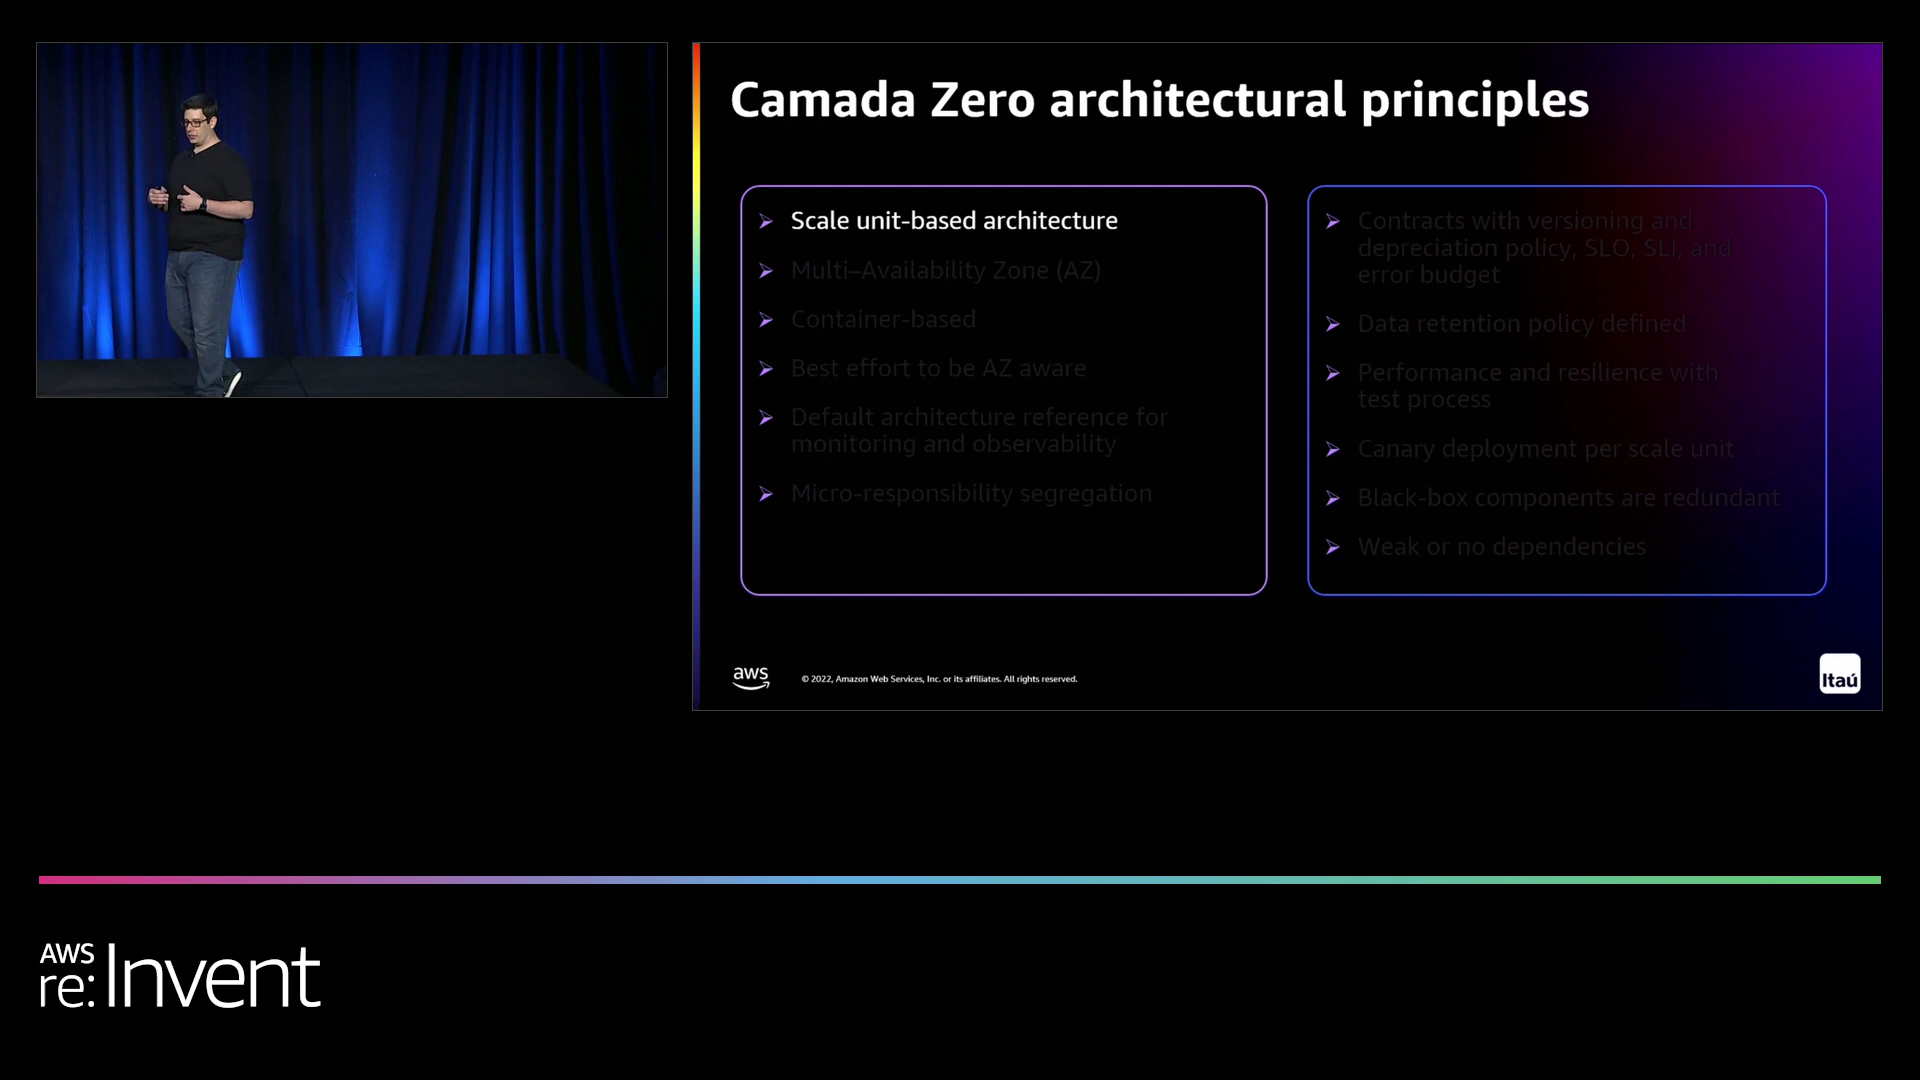 Camada Zero architectural principles
Scale unit-based architecture
Multi–Availability Zone (AZ)
Container-based
Best effort to be AZ aware
Default architecture reference for
monitoring and observability
Micro-responsibility segregation
Contracts with versioning and
depreciation policy, SLO, SLI, and
error budget
Data retention policy defined
Performance and resilience with
test process
Canary deployment per scale unit
Black-box components are redundant
Weak or no dependencies
aws
© 2022, Amazon Web Services, Inc. or its affiliates. All rights reserved.
Itaú
AWS
re:Invent